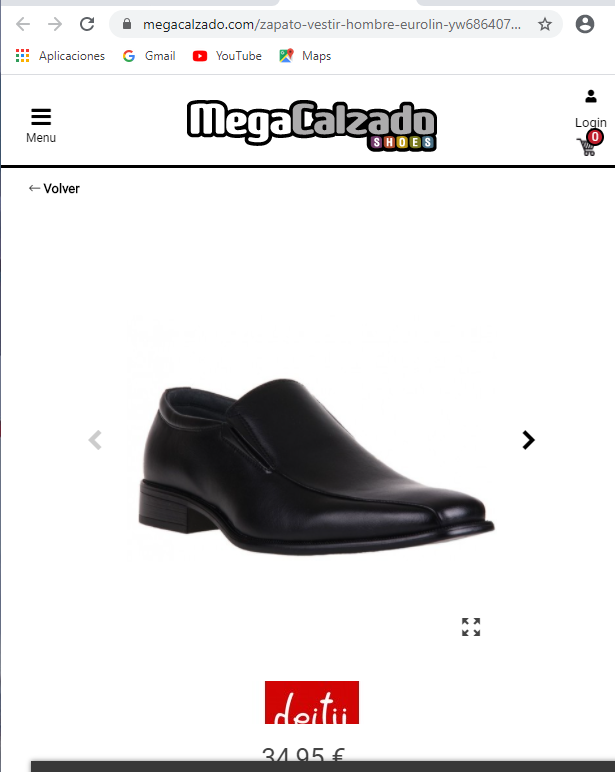 megacalzado.com/zapato-vestir-hombre-eurolin-yw686407...
Aplicaciones Gmail YouTube Maps
Menu
MegaCalzado
SHOES
Login
0
← Volver
deity
34,95 €